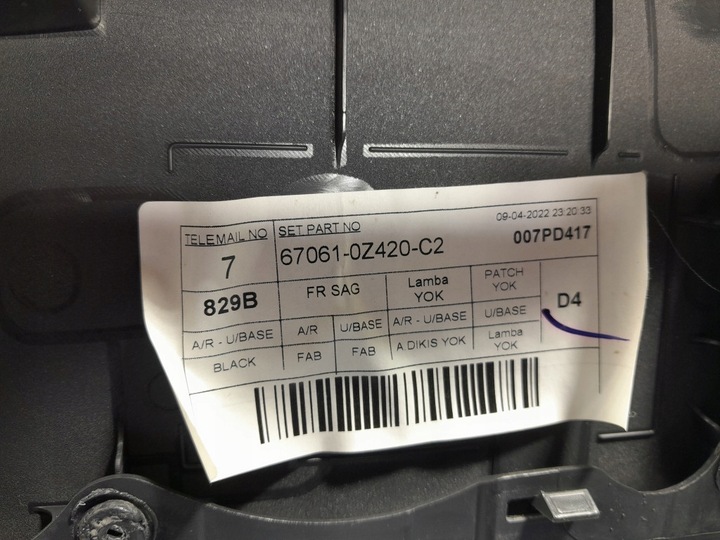 TELEMAIL NO
7
829B
SET PART NO
09-04-2022 23:20:33
67061-0Z420-C2
007PD417
FR SAG
Lamba
YOK
PATCH
YOK
D4
A/R - U/BASE
A/R
U/BASE
A/R - U/BASE
U/BASE
BLACK
FAB
FAB
A.DIKIS YOK
Lamba
YOK